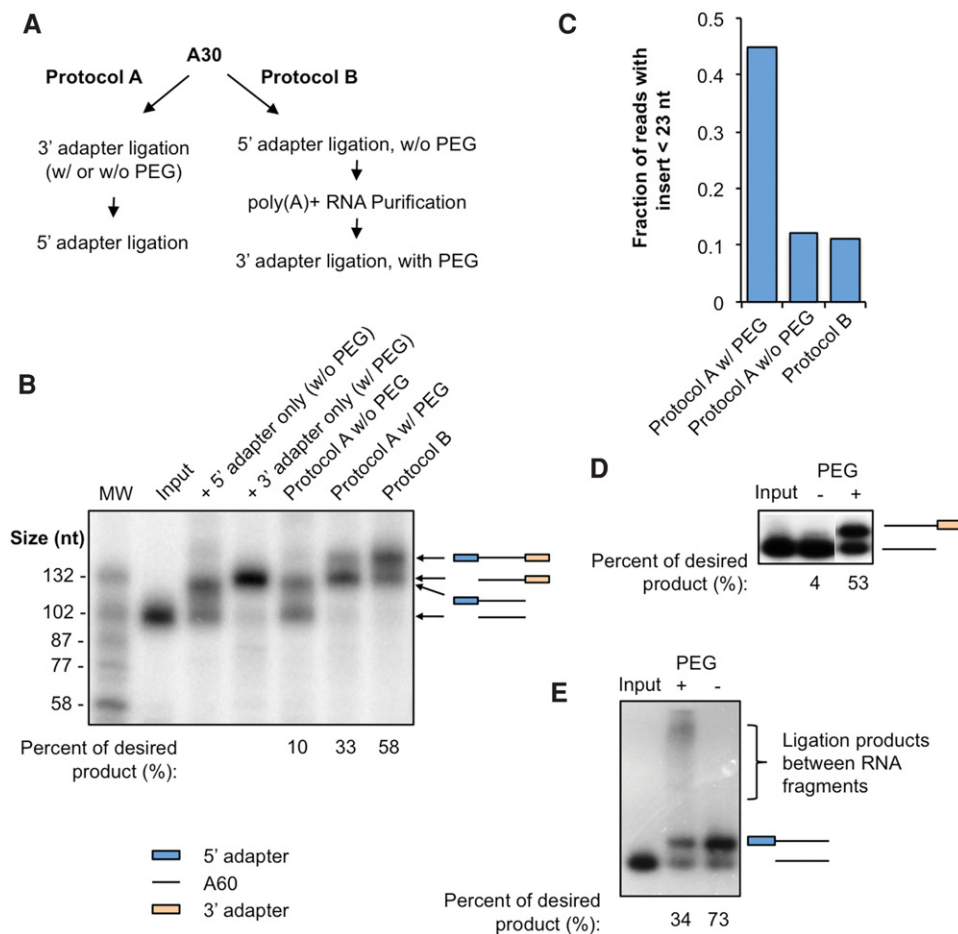 A
A30
Protocol A
Protocol B
3’ adapter ligation
(w/ or w/o PEG)
5’ adapter ligation
5’ adapter ligation, w/o PEG
poly(A)+ RNA Purification
3’ adapter ligation, with PEG
C
Fraction of reads with
insert < 23 nt
0.5
0.4
0.3
0.2
0.1
0
Protocol A w/ PEG
Protocol A w/o PEG
Protocol B
B
MW
Input
+ 5’ adapter only (w/o PEG)
+ 3’ adapter only (w/ PEG)
Protocol A w/o PEG
Protocol A w/ PEG
Protocol B
Size (nt)
132 -
102 -
87 -
77 -
58 -
Percent of desired
product (%):
10 33 58
5’ adapter
A60
3’ adapter
D
PEG
Input - +
Percent of desired
product (%):
4 53
E
PEG
Input + -
Ligation products
between RNA
fragments
Percent of desired
product (%):
34 73